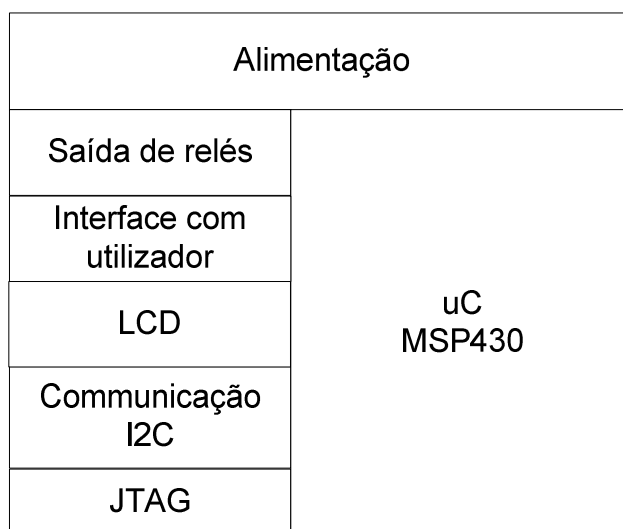 Alimentação
Saída de relés
Interface com
utilizador
LCD
uC
MSP430
Communicação
I2C
JTAG